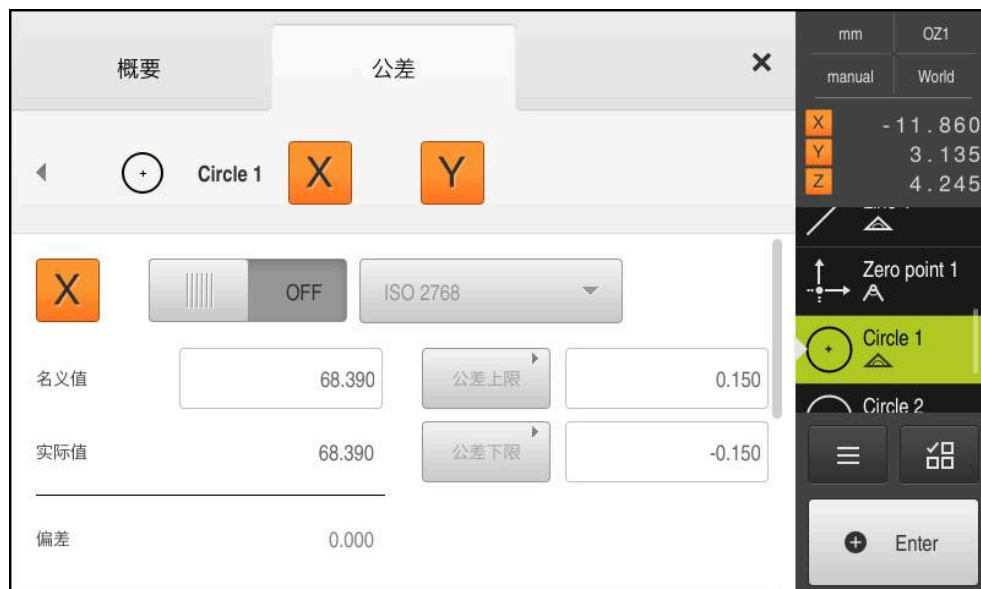 概要
公差
Circle 1
X
Y
X
OFF
ISO 2768
名义值
68.390
公差上限
0.150
实际值
68.390
公差下限
-0.150
偏差
0.000
mm
OZ1
manual
World
X -11.860
Y 3.135
Z 4.245
Zero point 1
Circle 1
Circle 2
Enter